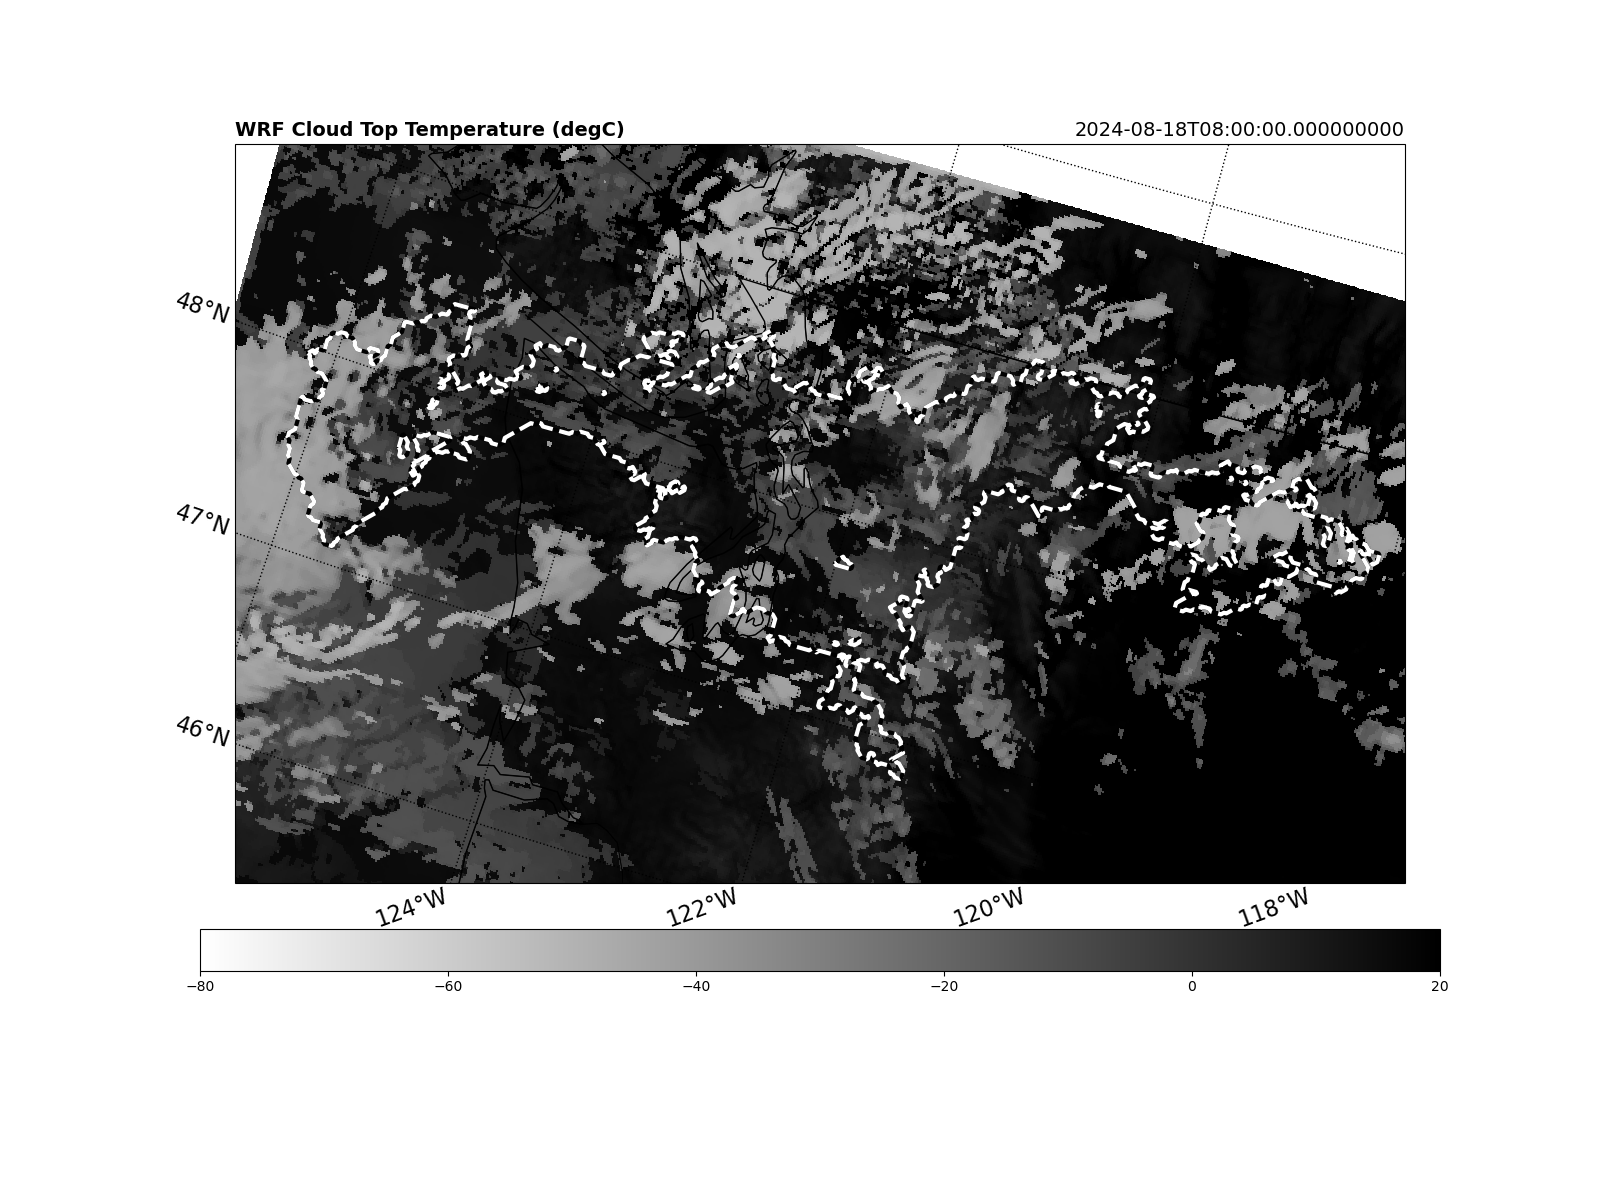 WRF Cloud Top Temperature (degC)
2024-08-18T08:00:00.000000000
48°N
47°N
46°N
124°W
122°W
120°W
118°W
−80
−60
−40
−20
0
20